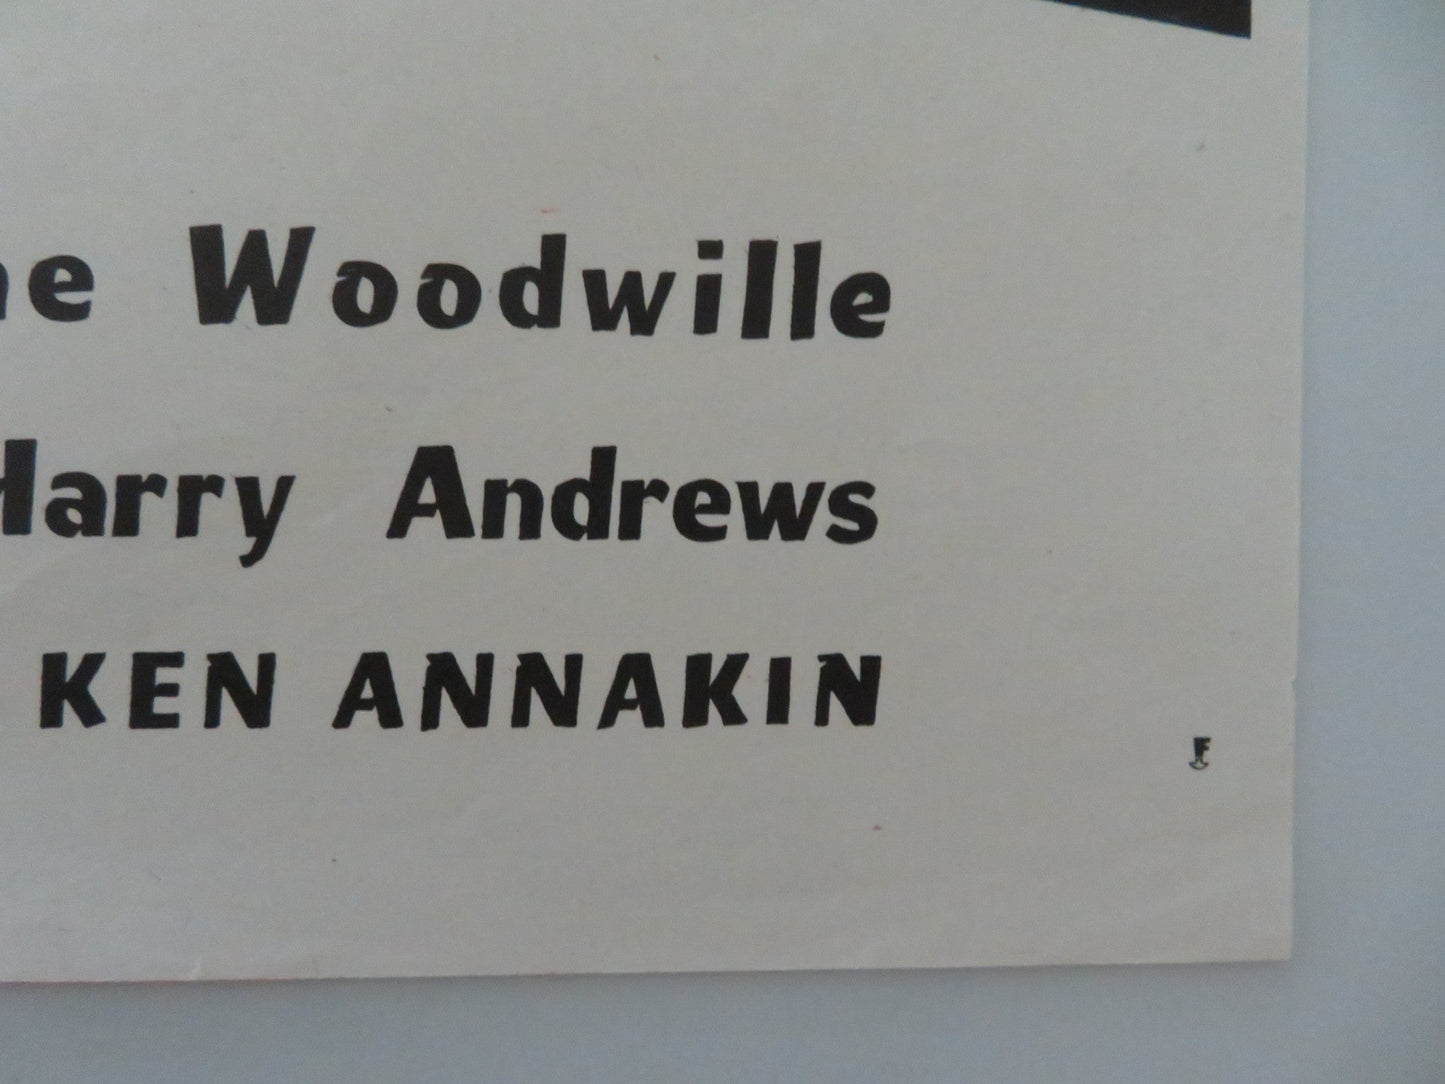 ne Woodwille
Harry Andrews
KEN ANNAKIN